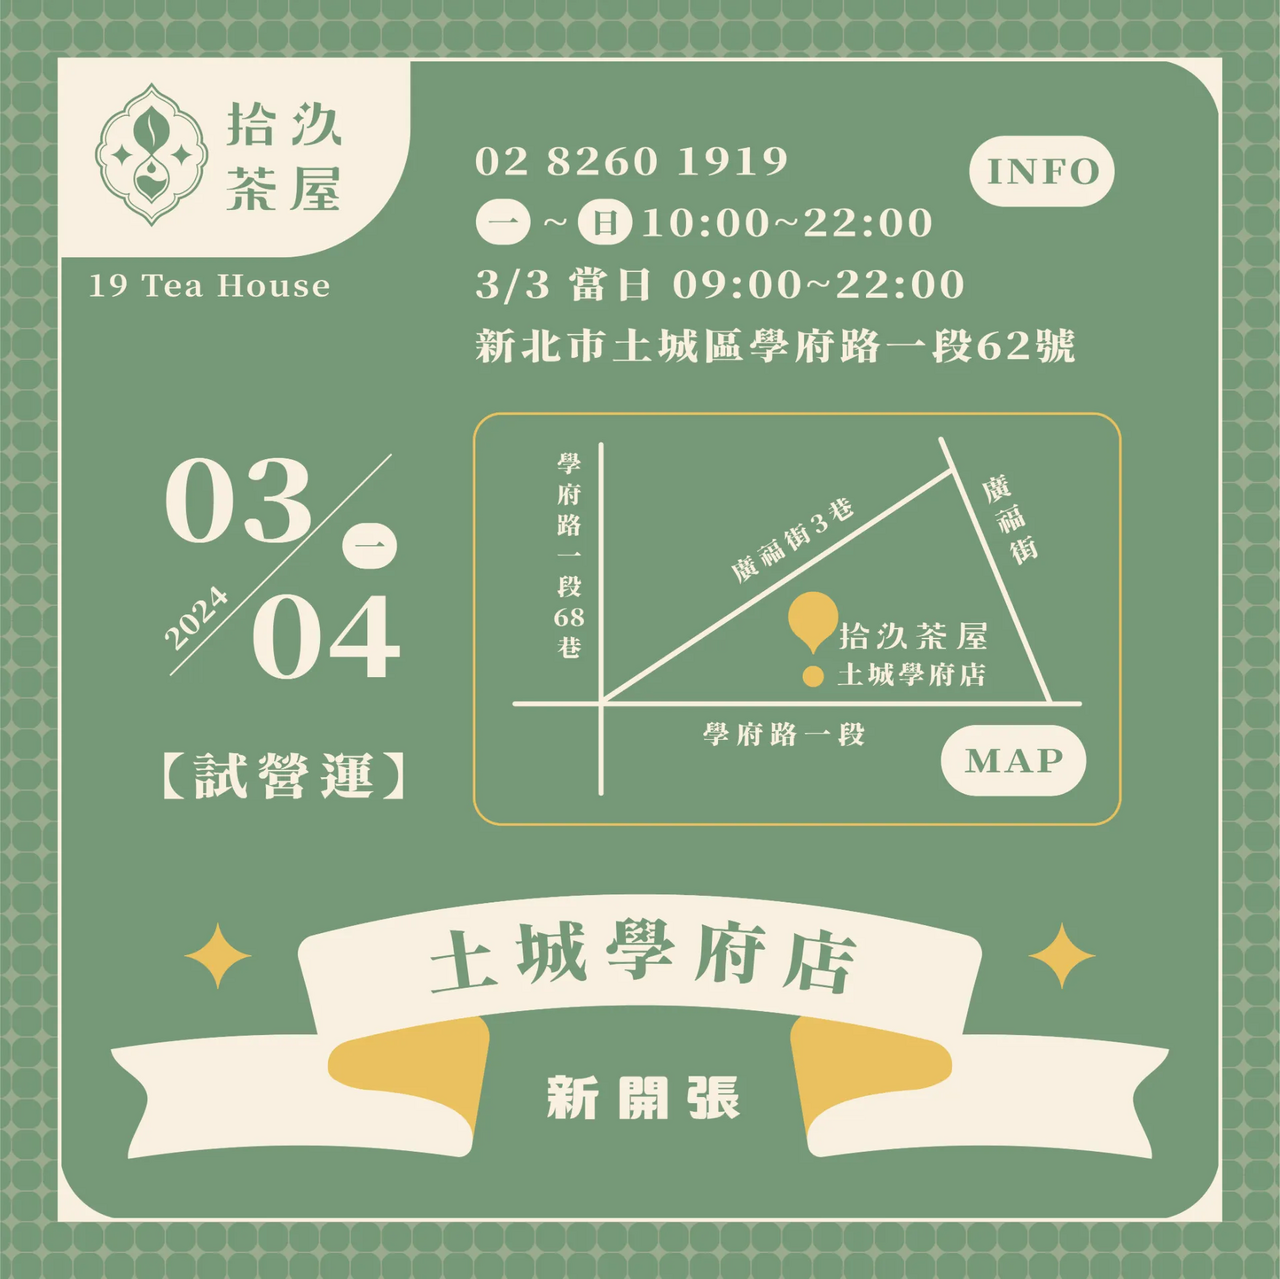 拾汣
茶屋
19 Tea House
INFO
02 8260 1919
一~日10:00~22:00
3/3 當日 09:00~22:00
新北市土城區學府路一段62號
03
一
2024
04
【試營運】
學府路一段68巷
廣福街3巷
廣福街
拾汣茶屋
土城學府店
學府路一段
MAP
土城學府店
新開張